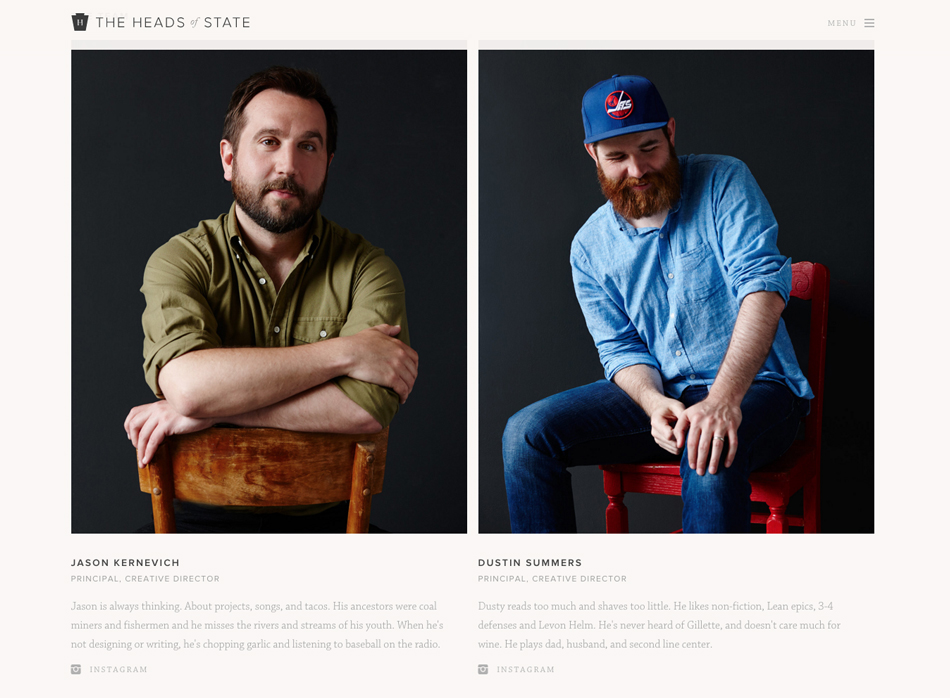 H THE HEADS of STATE
MENU
JETS
JASON KERNEVICH
PRINCIPAL, CREATIVE DIRECTOR
Jason is always thinking. About projects, songs, and tacos. His ancestors were coal
miners and fishermen and he misses the rivers and streams of his youth. When he's
not designing or writing, he's chopping garlic and listening to baseball on the radio.
INSTAGRAM
DUSTIN SUMMERS
PRINCIPAL, CREATIVE DIRECTOR
Dusty reads too much and shaves too little. He likes non-fiction, Lean epics, 3-4
defenses and Levon Helm. He's never heard of Gillette, and doesn't care much for
wine. He plays dad, husband, and second line center.
INSTAGRAM